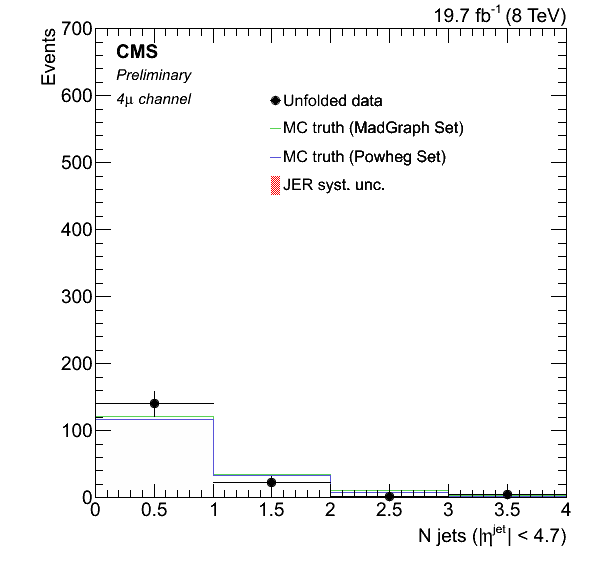 19.7 fb⁻¹ (8 TeV)
Events
700
600
500
400
300
200
100
0
CMS
Preliminary
4μ channel
Unfolded data
MC truth (MadGraph Set)
MC truth (Powheg Set)
JER syst. unc.
0 0.5 1 1.5 2 2.5 3 3.5 4
N jets (|η^jet| < 4.7)